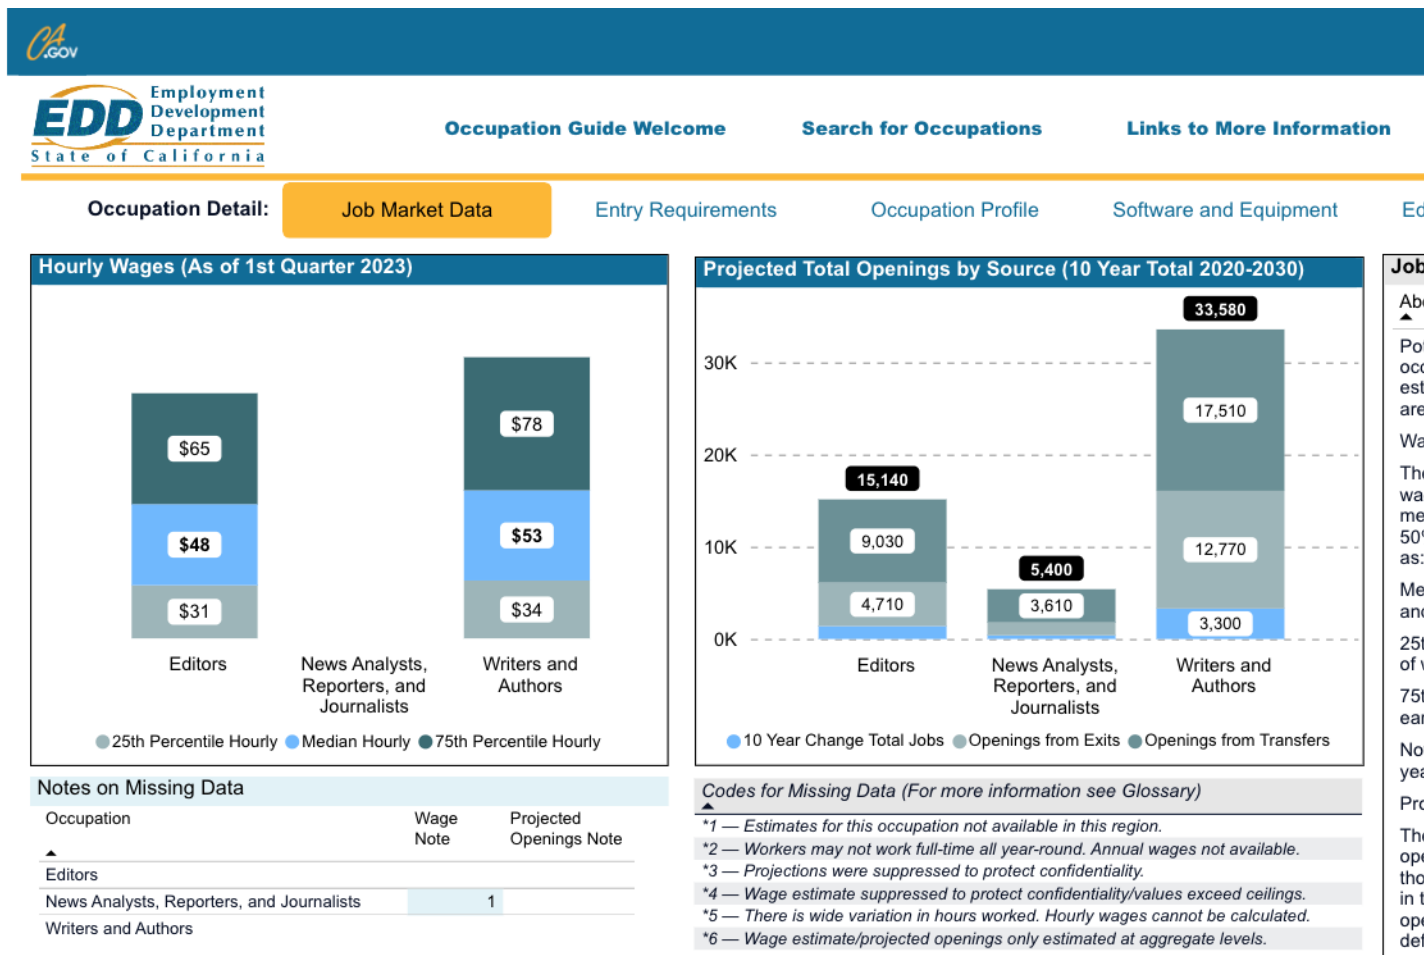 CA
.GOV
EDD
Employment
Development
Department
State of California
Occupation Guide Welcome
Search for Occupations
Links to More Information
Occupation Detail:
Job Market Data
Entry Requirements
Occupation Profile
Software and Equipment
Hourly Wages (As of 1st Quarter 2023)
$65
$48
$31
$78
$53
$34
Editors
News Analysts,
Reporters, and
Journalists
Writers and
Authors
25th Percentile Hourly
Median Hourly
75th Percentile Hourly
Projected Total Openings by Source (10 Year Total 2020-2030)
30K
20K
10K
0K
15,140
9,030
4,710
5,400
3,610
33,580
17,510
12,770
3,300
Editors
News Analysts,
Reporters, and
Journalists
Writers and
Authors
10 Year Change Total Jobs
Openings from Exits
Openings from Transfers
Notes on Missing Data
Occupation
Wage
Note
Projected
Openings Note
Editors
News Analysts, Reporters, and Journalists 1
Writers and Authors
Codes for Missing Data (For more information see Glossary)
*1 — Estimates for this occupation not available in this region.
*2 — Workers may not work full-time all year-round. Annual wages not available.
*3 — Projections were suppressed to protect confidentiality.
*4 — Wage estimate suppressed to protect confidentiality/values exceed ceilings.
*5 — There is wide variation in hours worked. Hourly wages cannot be calculated.
*6 — Wage estimate/projected openings only estimated at aggregate levels.
Job
50%
as:
of
in